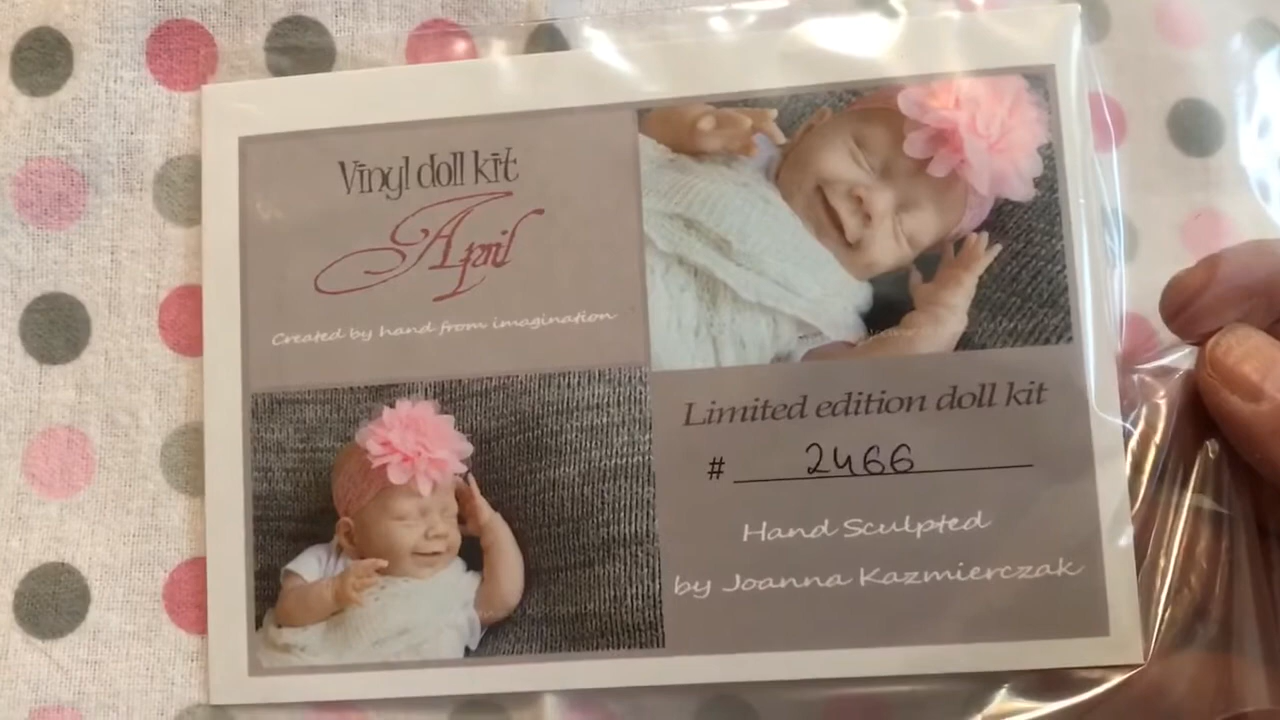 Vinyl doll kit
April
Created by hand from imagination
Limited edition doll kit
# 2466
Hand Sculpted
by Joanna Kazmierczak